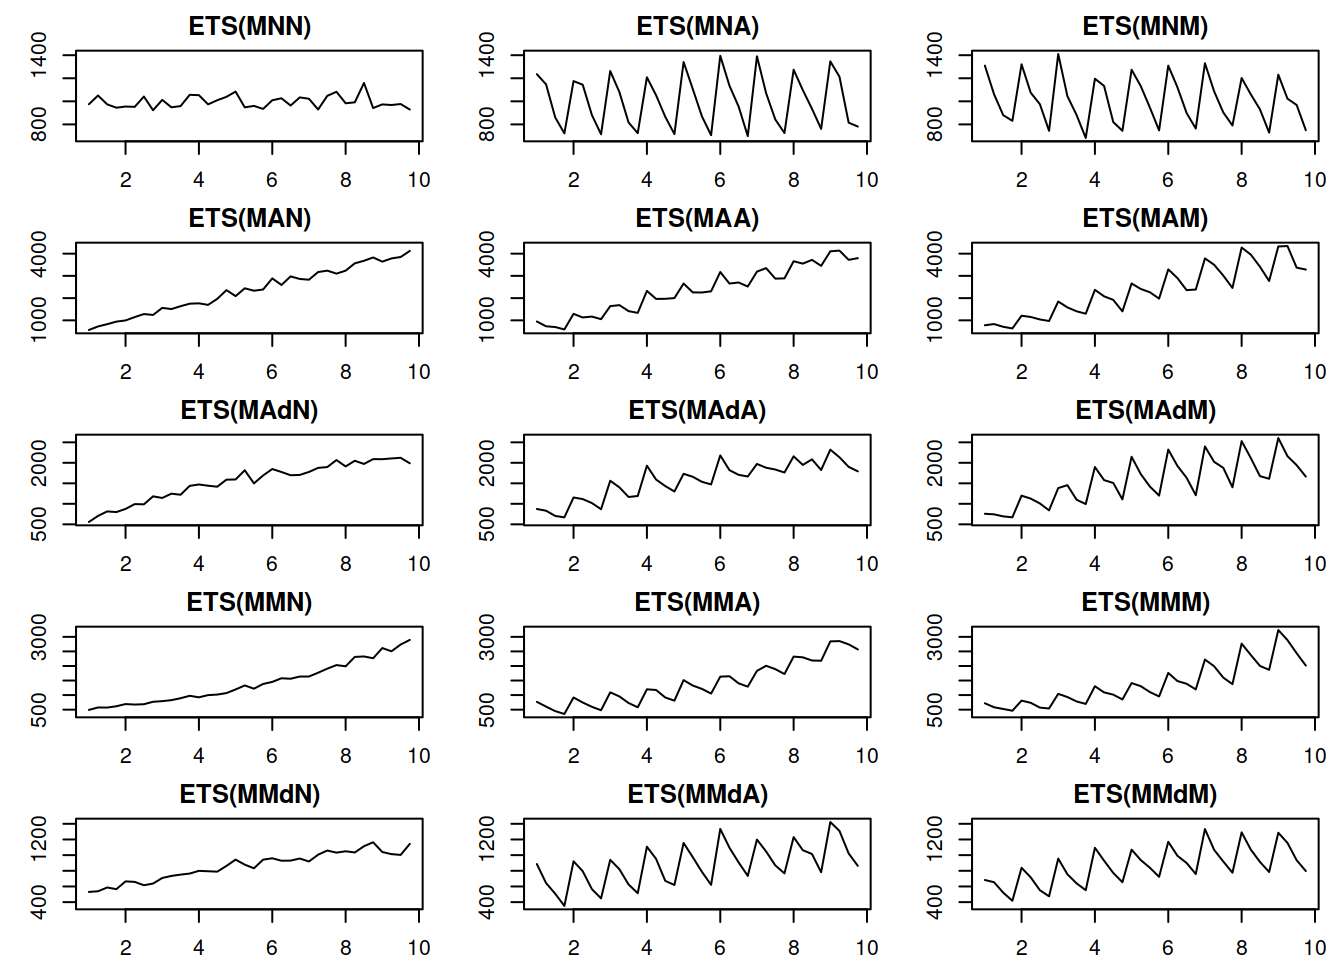 ETS(MNN) ETS(MNA) ETS(MNM)
1400 1400 1400
800 800 800
2 4 6 8 10 2 4 6 8 10 2 4 6 8 10
ETS(MAN) ETS(MAA) ETS(MAM)
4000 4000 4000
1000 1000 1000
2 4 6 8 10 2 4 6 8 10 2 4 6 8 10
ETS(MAdN) ETS(MAdA) ETS(MAdM)
2000 2000 2000
500 500 500
2 4 6 8 10 2 4 6 8 10 2 4 6 8 10
ETS(MMN) ETS(MMA) ETS(MMM)
3000 3000 3000
500 500 500
2 4 6 8 10 2 4 6 8 10 2 4 6 8 10
ETS(MMdN) ETS(MMdA) ETS(MMdM)
1200 1200 1200
400 400 400
2 4 6 8 10 2 4 6 8 10 2 4 6 8 10